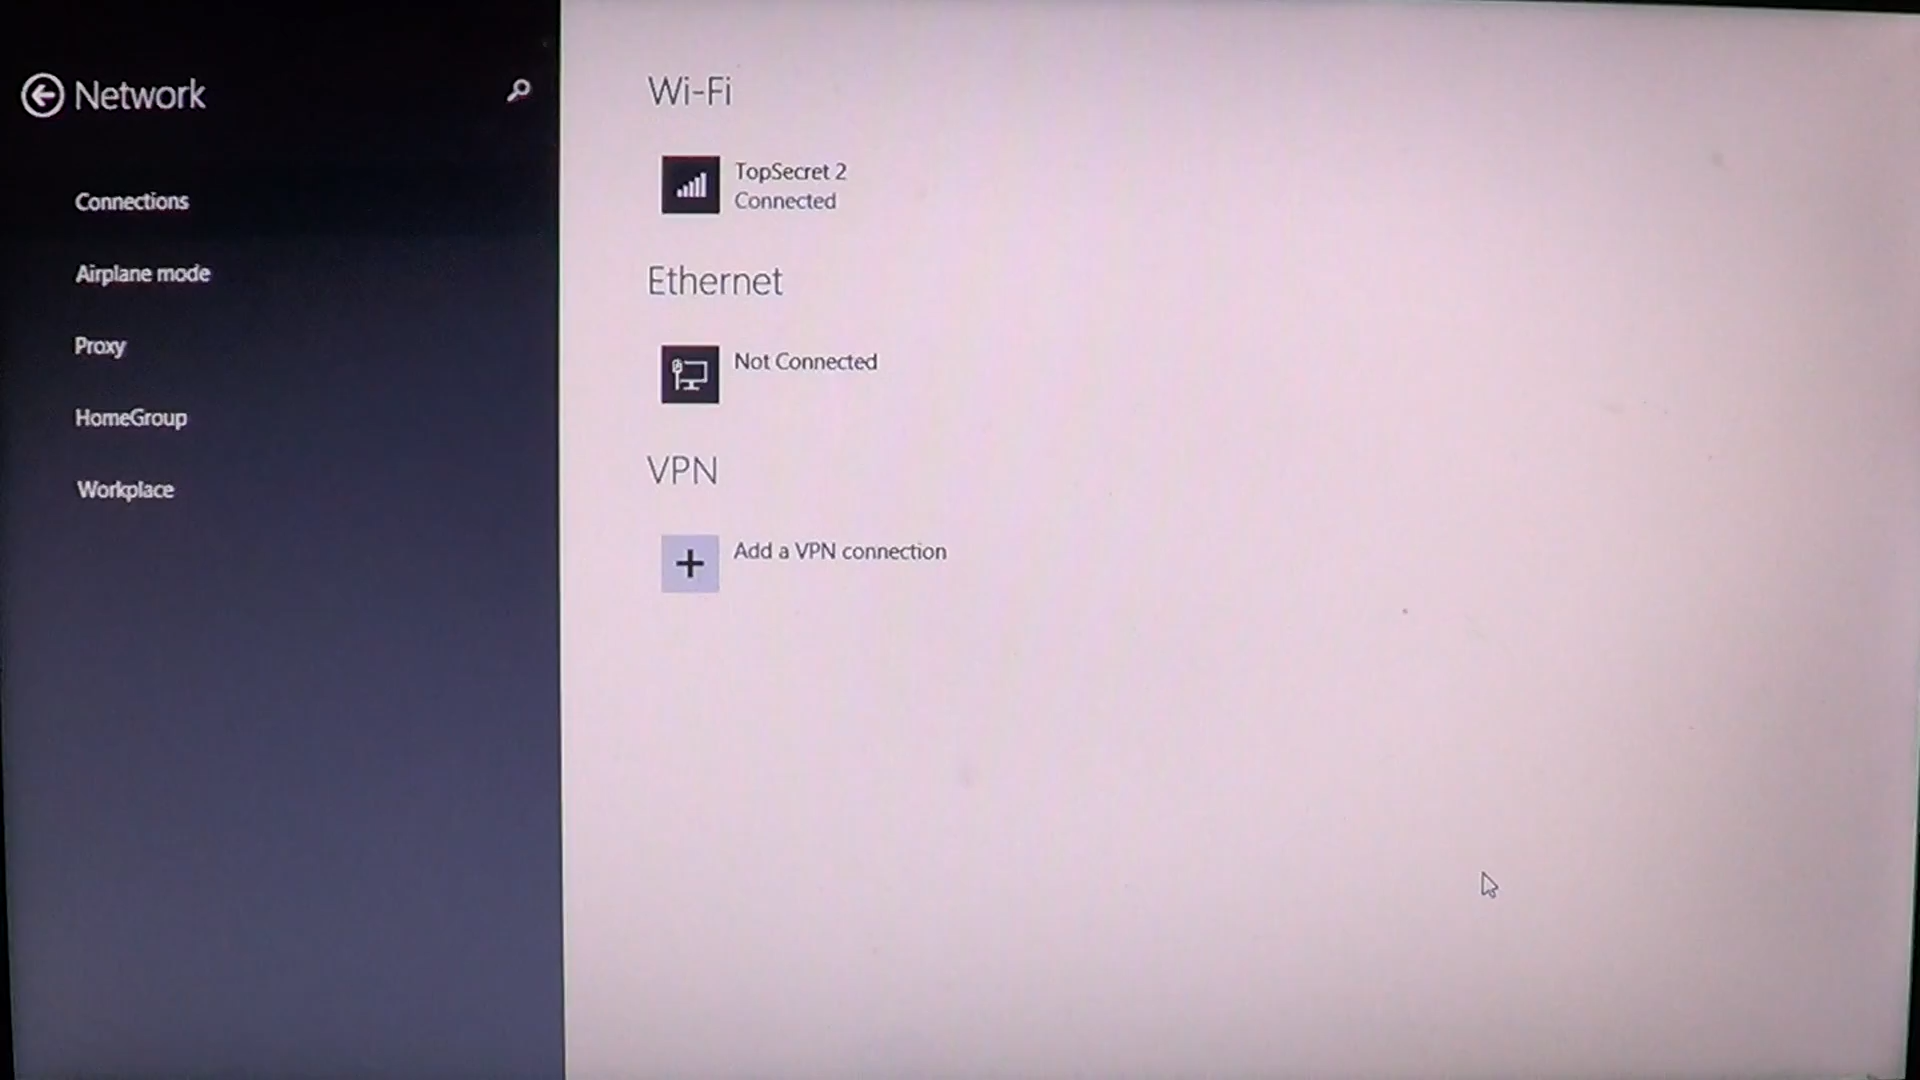 Network
Connections
Airplane mode
Proxy
HomeGroup
Workplace
Wi-Fi
TopSecret 2
Connected
Ethernet
Not Connected
VPN
Add a VPN connection